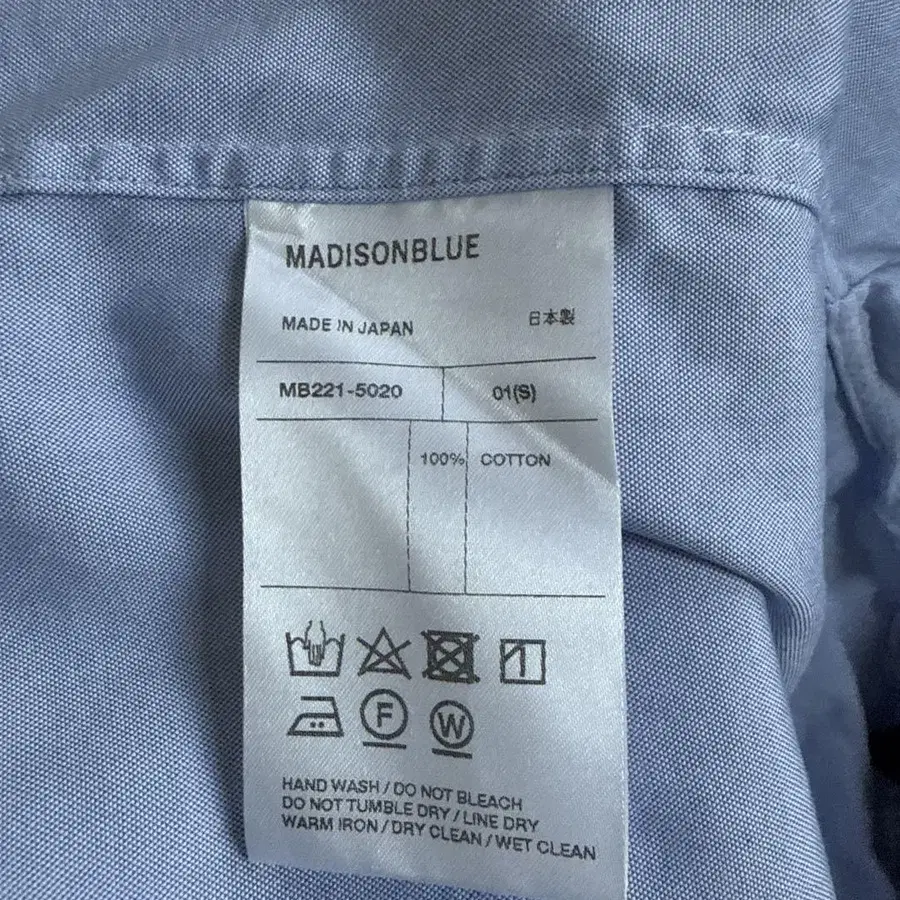 MADISONBLUE
MADE IN JAPAN 日本製
MB221-5020 01(S)
100% COTTON
F W
HAND WASH / DO NOT BLEACH
DO NOT TUMBLE DRY / LINE DRY
WARM IRON / DRY CLEAN / WET CLEAN